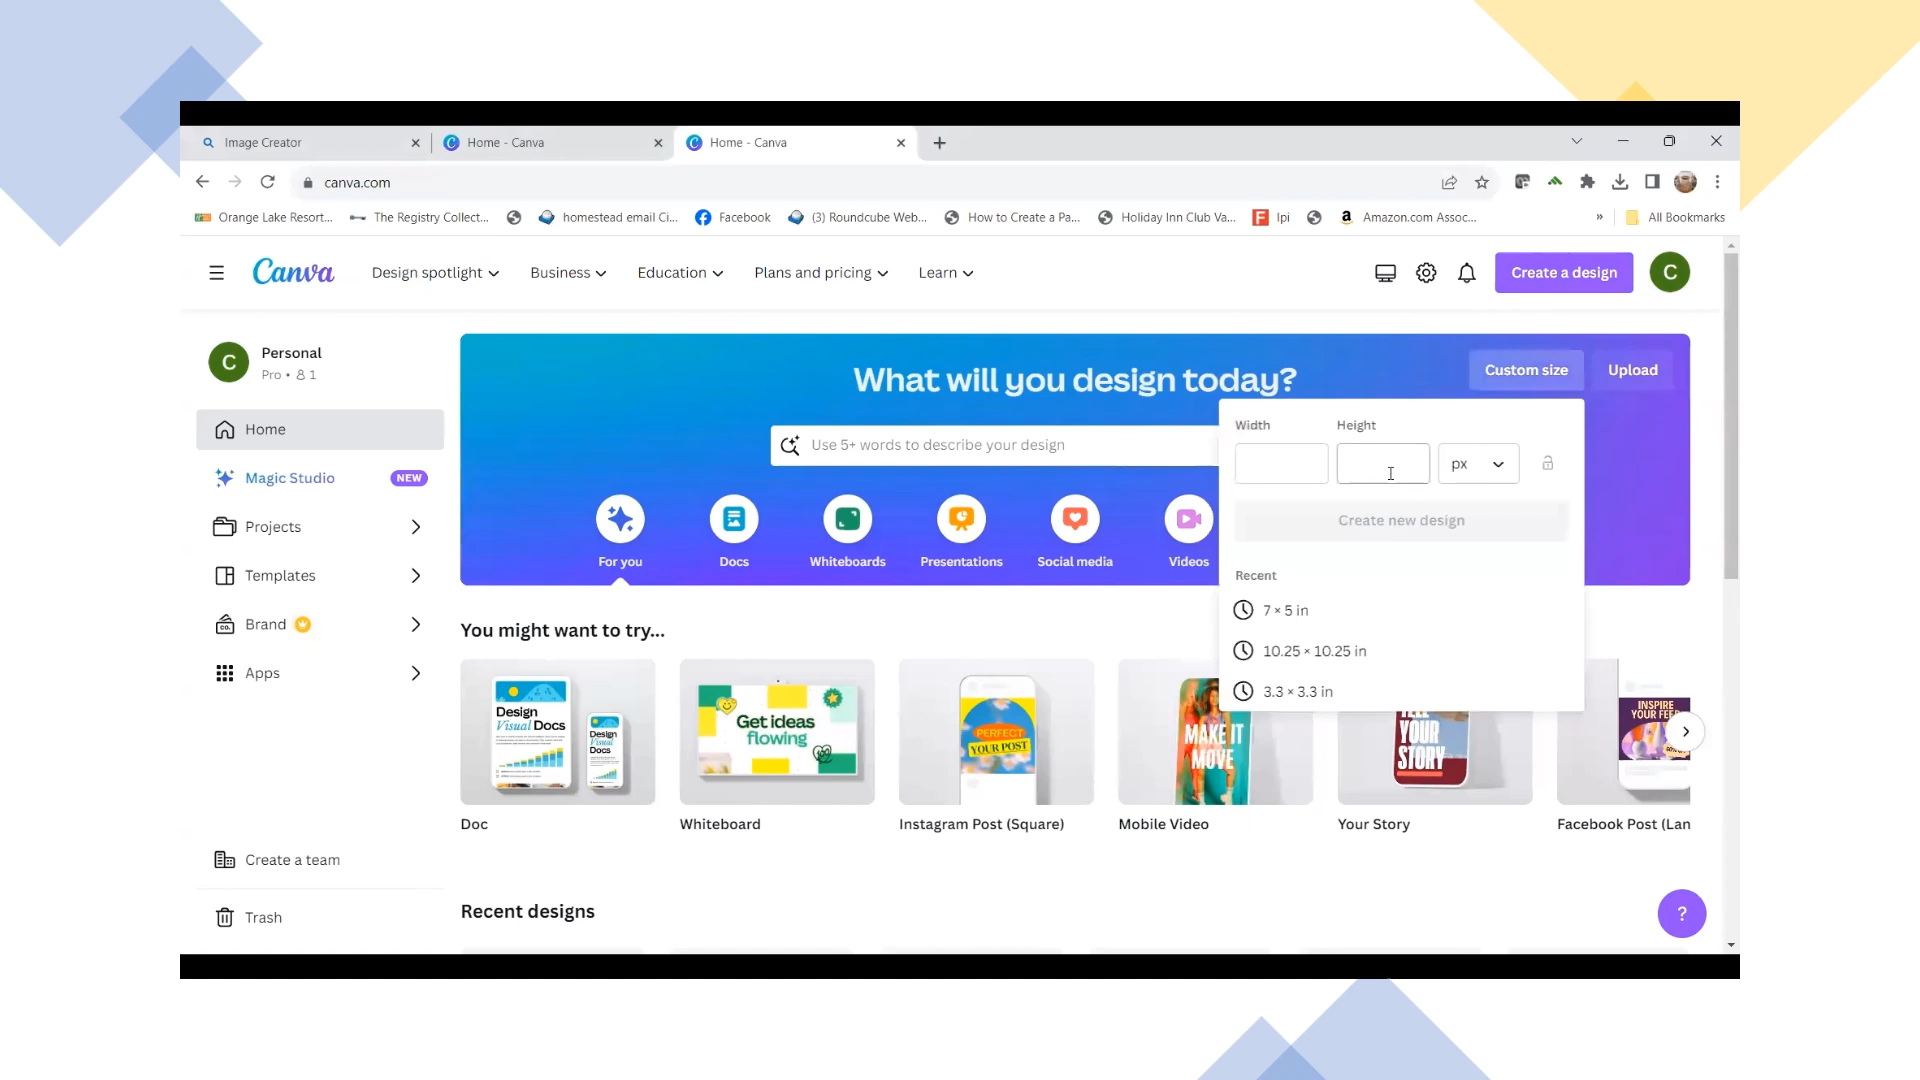 Image Creator
Home - Canva
Home - Canva
canva.com
Orange Lake Resort...
The Registry Collect...
homestead email Ci...
Facebook
(3) Roundcube Web...
How to Create a Pa...
Holiday Inn Club Va...
Ipi
Amazon.com Assoc...
»
All Bookmarks
Canva
Design spotlight
Business
Education
Plans and pricing
Learn
Create a design
C
C
Personal
Pro • 1
Home
Magic Studio
NEW
Projects
Templates
Brand
Apps
Create a team
Trash
What will you design today?
Custom size
Upload
Use 5+ words to describe your design
For you
Docs
Whiteboards
Presentations
Social media
Videos
Width
Height
px
Create new design
Recent
7 × 5 in
10.25 × 10.25 in
3.3 × 3.3 in
You might want to try...
Design
Visual Docs
Design
Visual
Docs
Get ideas
flowing
PERFECT
YOUR POST
MAKE IT
MOVE
YOUR
STORY
INSPIRE
YOUR FEED
Doc
Whiteboard
Instagram Post (Square)
Mobile Video
Your Story
Facebook Post (Lan
Recent designs
?